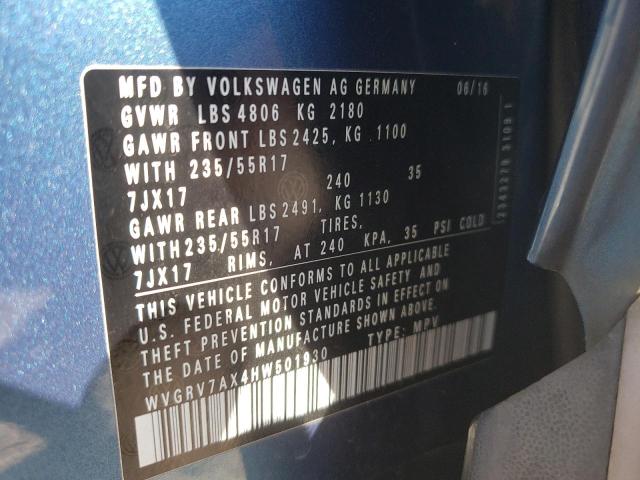 MFD BY VOLKSWAGEN AG GERMANY 06/16
GVWR LBS 4806 KG 2180
GAWR FRONT LBS 2425, KG 1100
WITH 235/55R17
7JX17 240 35
GAWR REAR LBS 2491, KG 1130
WITH 235/55R17 TIRES,
7JX17 RIMS, AT 240 KPA, 35 PSI COLD
THIS VEHICLE CONFORMS TO ALL APPLICABLE
U.S. FEDERAL MOTOR VEHICLE SAFETY AND
THEFT PREVENTION STANDARDS IN EFFECT ON
THE DATE OF MANUFACTURE SHOWN ABOVE.
WVGRV7AX4HW501930 TYPE: MPV